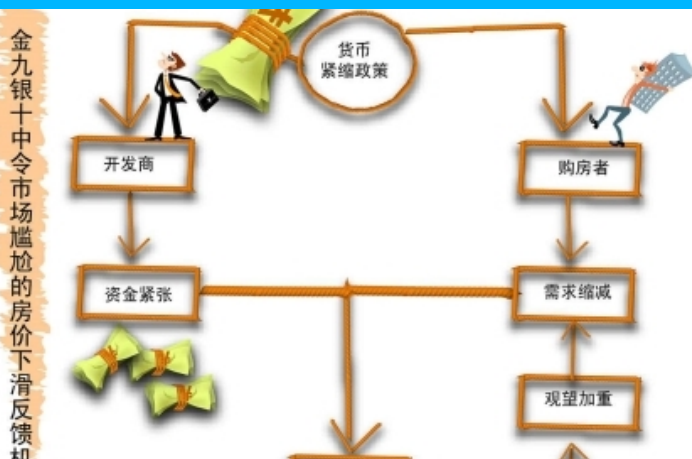 金九银十中令市场尴尬的房价下滑反馈机
货币
紧缩政策
开发商
购房者
资金紧张
需求缩减
观望加重